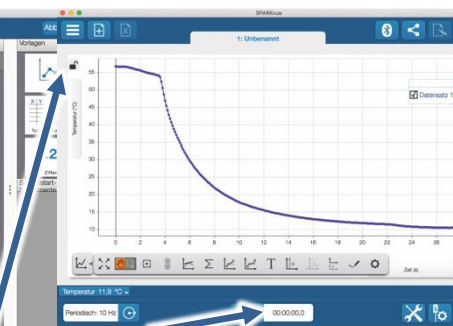 SPARKvue
Abb
1: Unbenannt
Vorlagen
Temperatur (°C)
55
50
45
40
35
30
25
20
15
10
Datensatz 1
0 2 4 6 8 10 12 14 16 18 20 22 24 26
Zeit (s)
Temperatur 11,9 °C
Periodisch: 10 Hz
00:00:00,0